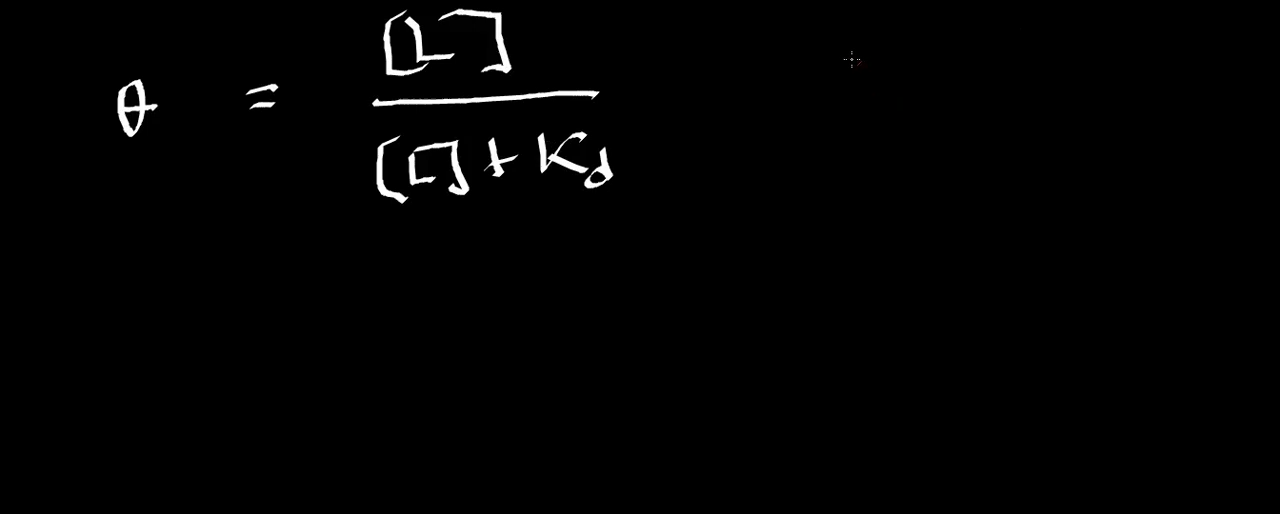 θ = [L] / [L] + Kd